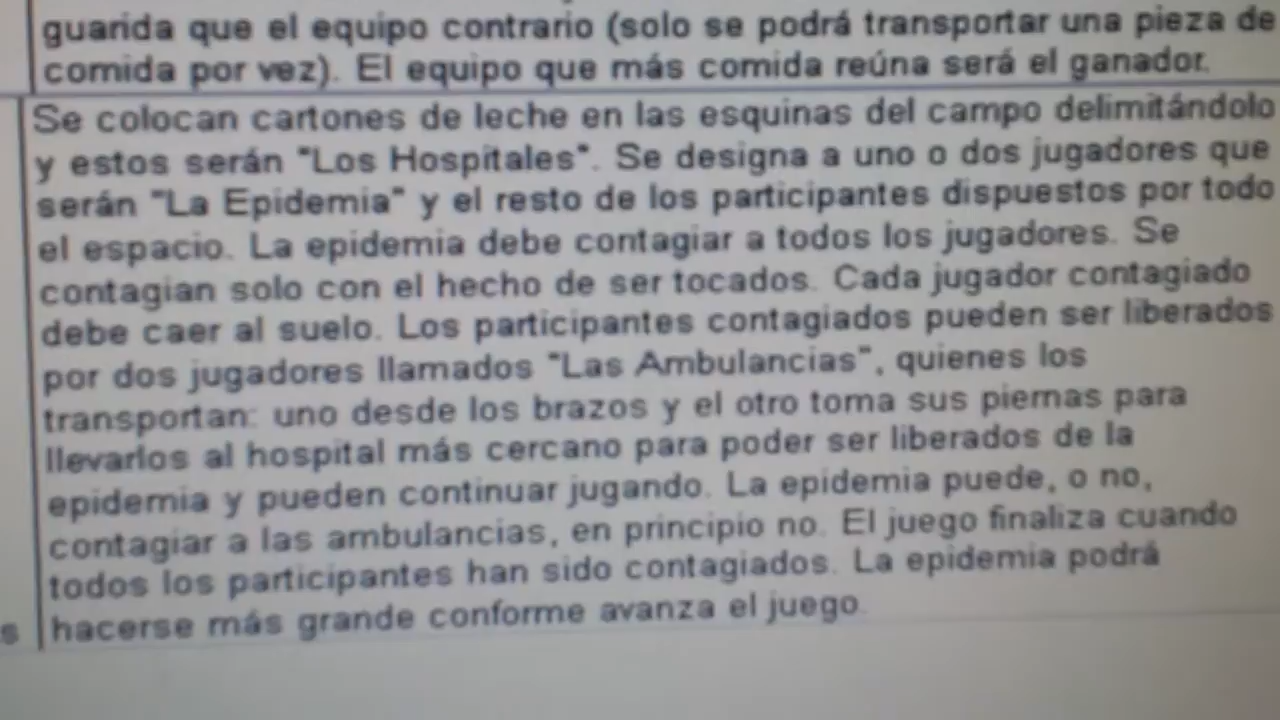 guarida que el equipo contrario (solo se podrá transportar una pieza de
comida por vez). El equipo que más comida reúna será el ganador.
Se colocan cartones de leche en las esquinas del campo delimitándolo
y estos serán "Los Hospitales". Se designa a uno o dos jugadores que
serán "La Epidemia" y el resto de los participantes dispuestos por todo
el espacio. La epidemia debe contagiar a todos los jugadores. Se
contagian solo con el hecho de ser tocados. Cada jugador contagiado
debe caer al suelo. Los participantes contagiados pueden ser liberados
por dos jugadores llamados "Las Ambulancias", quienes los
transportan: uno desde los brazos y el otro toma sus piernas para
llevarlos al hospital más cercano para poder ser liberados de la
epidemia y pueden continuar jugando. La epidemia puede, o no,
contagiar a las ambulancias, en principio no. El juego finaliza cuando
todos los participantes han sido contagiados. La epidemia podrá
s hacerse más grande conforme avanza el juego.